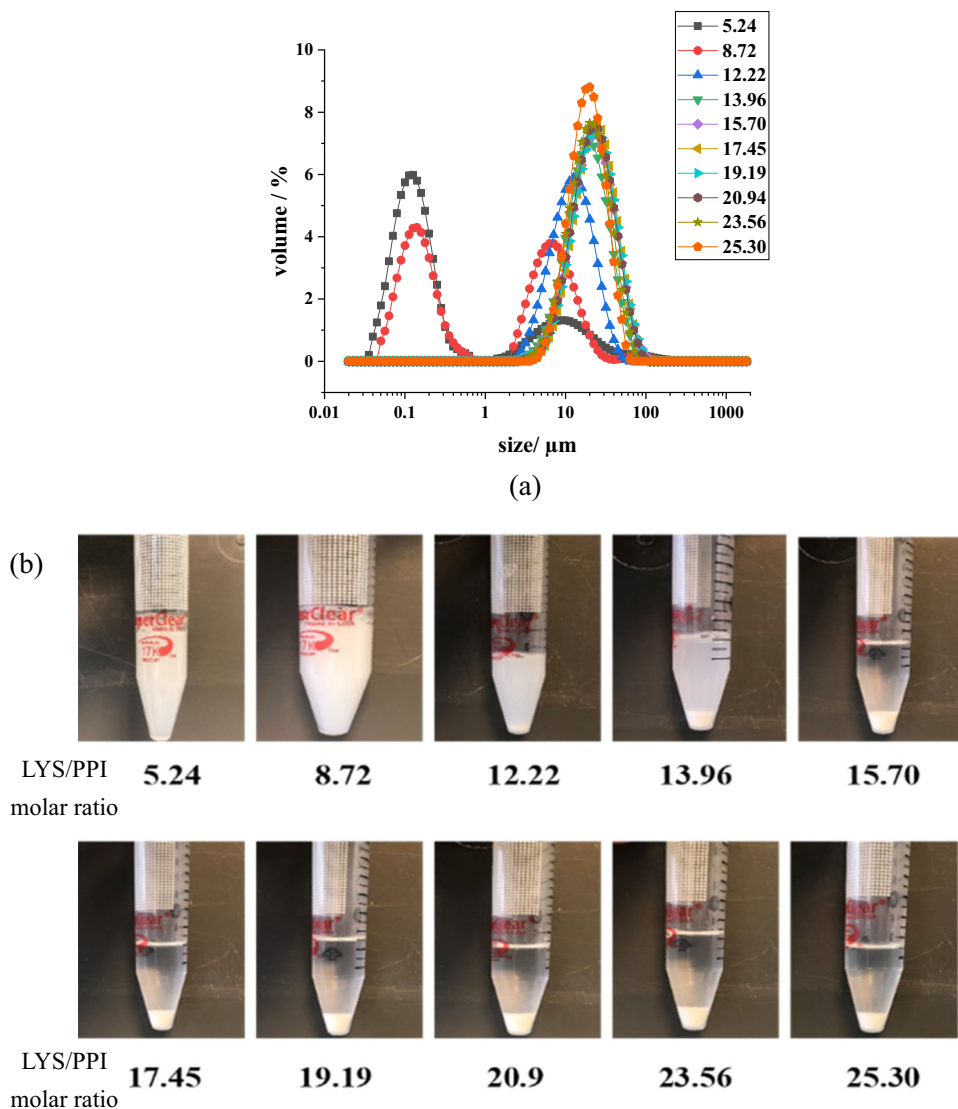 5.24
8.72
12.22
13.96
15.70
17.45
19.19
20.94
23.56
25.30
10
8
6
4
2
0
volume / %
0.01 0.1 1 10 100 1000
size/ µm
(a)
(b)
Clear
17K
LYS/PPI
molar ratio
5.24 8.72 12.22 13.96 15.70
LYS/PPI
molar ratio
17.45 19.19 20.9 23.56 25.30